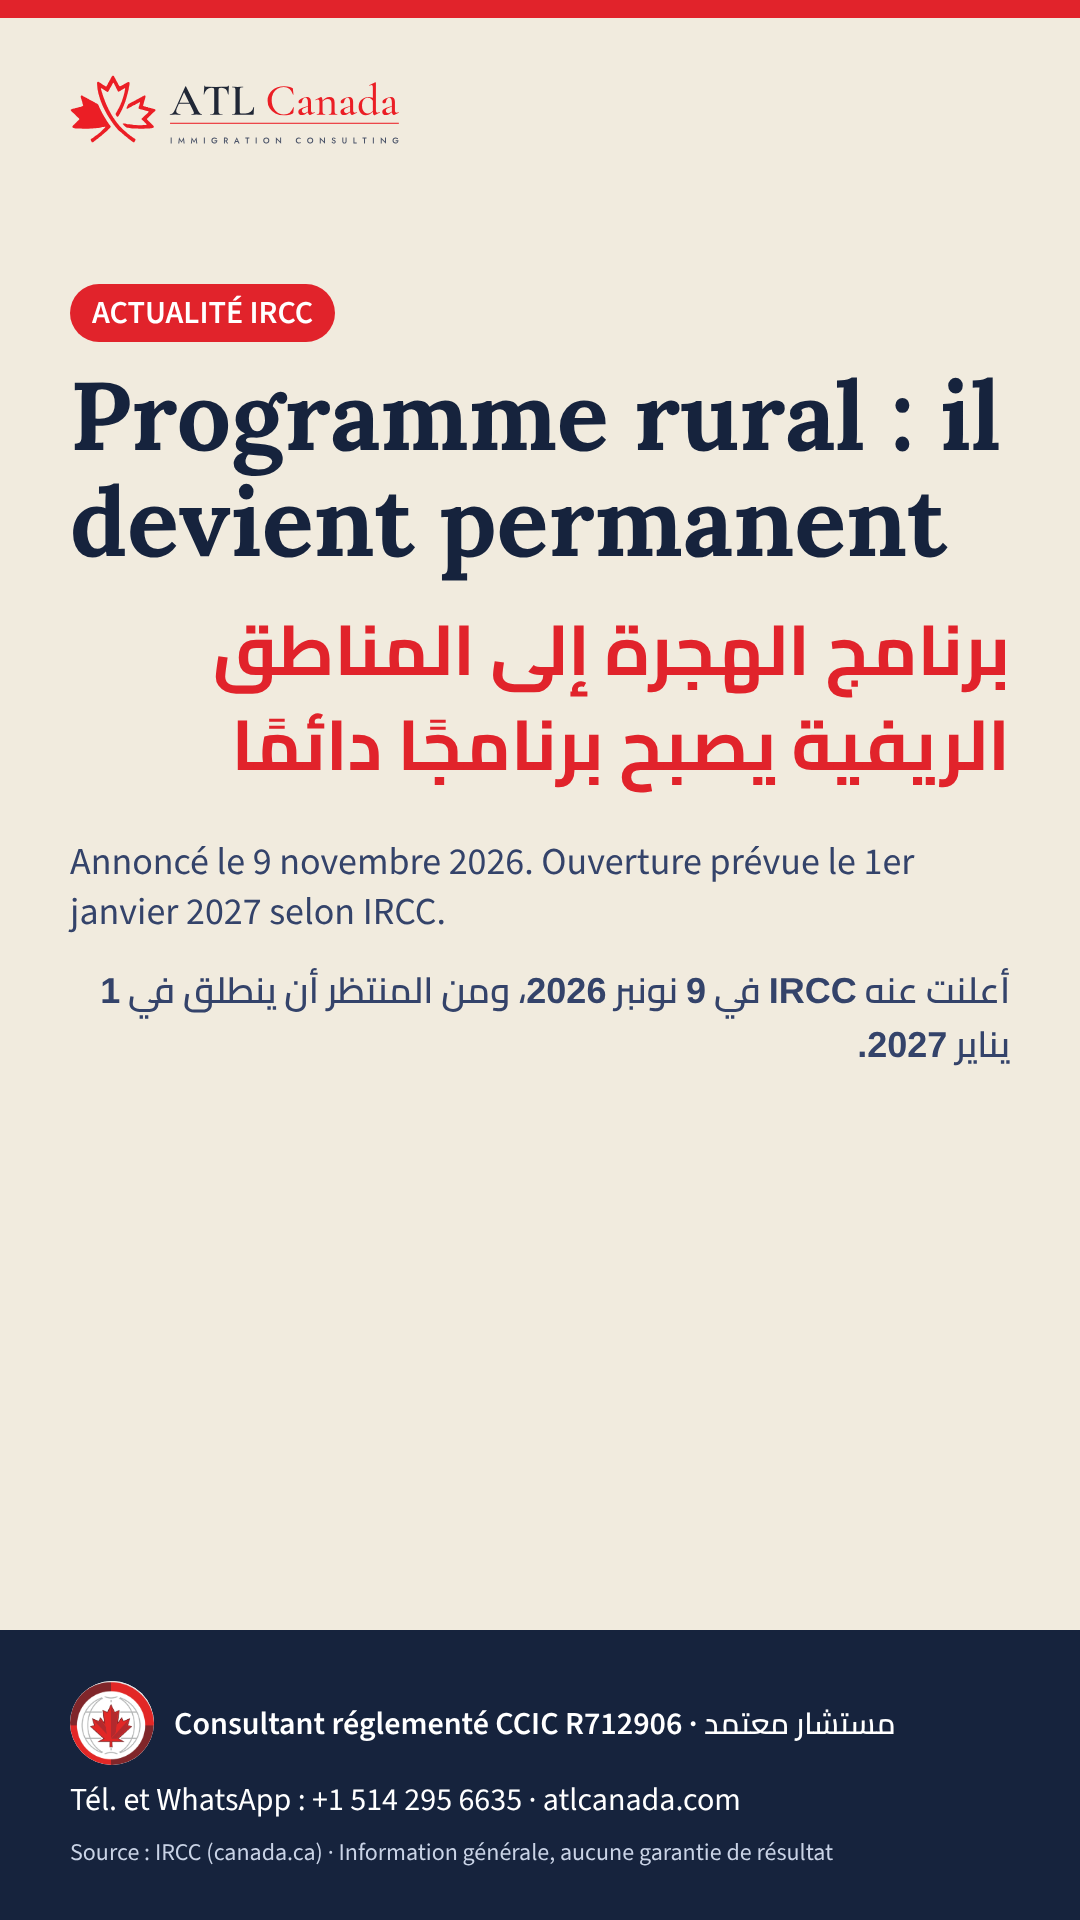 ATL Canada
IMMIGRATION CONSULTING
ACTUALITÉ IRCC
Programme rural : il
devient permanent
برنامج الهجرة إلى المناطق
الريفية يصبح برنامجًا دائمًا
Annoncé le 9 novembre 2026. Ouverture prévue le 1er
janvier 2027 selon IRCC.
أعلنت عنه IRCC في 9 نونبر 2026، ومن المنتظر أن ينطلق في 1
يناير 2027.
Consultant réglementé CCIC R712906 · مستشار معتمد
Tél. et WhatsApp : +1 514 295 6635 · atlcanada.com
Source : IRCC (canada.ca) · Information générale, aucune garantie de résultat